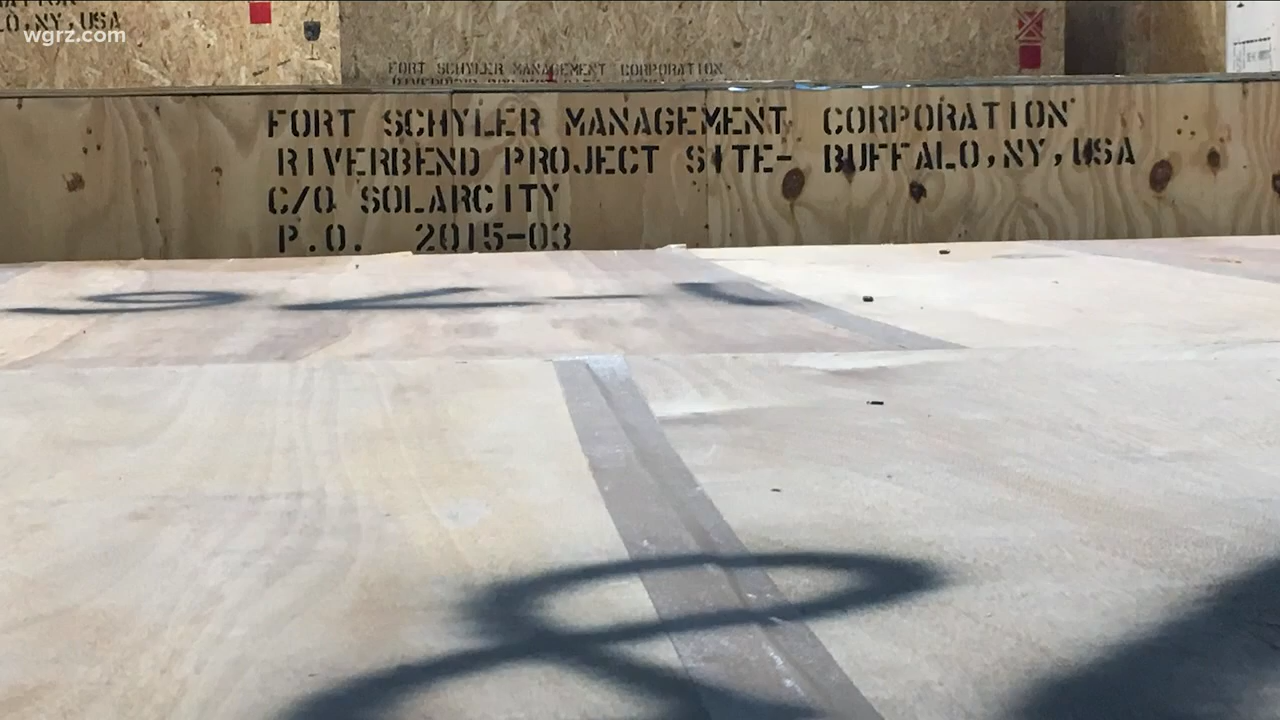 LO,NY,USA
wgrz.com
FORT SCHYLER MANAGEMENT CORPORATION
FORT SCHYLER MANAGEMENT CORPORATION
RIVERBEND PROJECT SITE- BUFFALO,NY,USA
C/O SOLARCITY
P.O. 2015-03